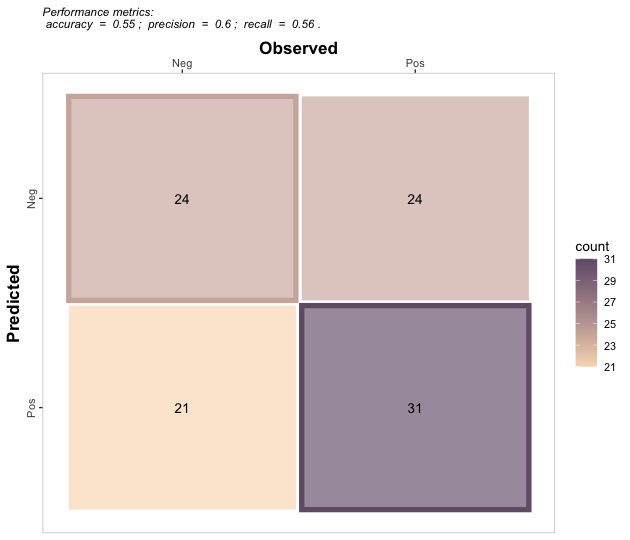 Performance metrics:
accuracy = 0.55 ; precision = 0.6 ; recall = 0.56 .
Observed
Neg
Pos
Predicted
Neg
24
24
Pos
21
31
count
31
29
27
25
23
21